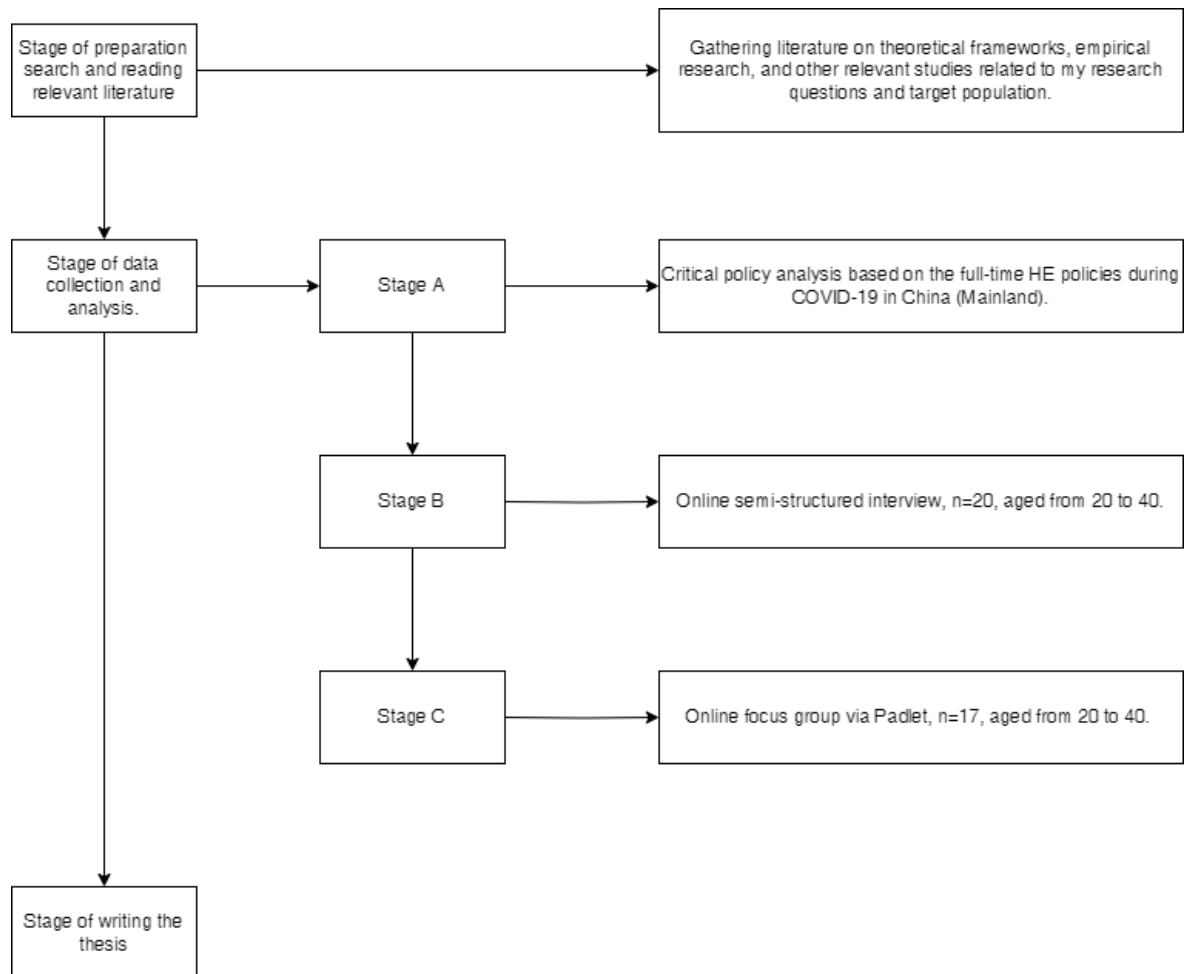 Stage of preparation
search and reading
relevant literature
Gathering literature on theoretical frameworks, empirical
research, and other relevant studies related to my research
questions and target population.
Stage of data
collection and
analysis.
Stage A
Critical policy analysis based on the full-time HE policies during
COVID-19 in China (Mainland).
Stage B
Online semi-structured interview, n=20, aged from 20 to 40.
Stage C
Online focus group via Padlet, n=17, aged from 20 to 40.
Stage of writing the
thesis